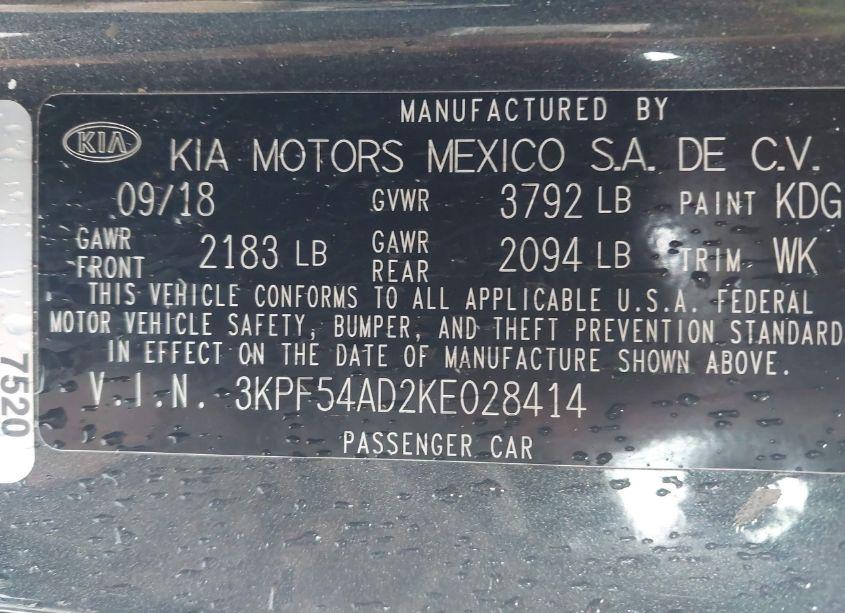 MANUFACTURED BY
KIA KIA MOTORS MEXICO S.A. DE C.V.
09/18 GVWR 3792 LB PAINT KDG
GAWR FRONT 2183 LB GAWR REAR 2094 LB TRIM WK
THIS VEHICLE CONFORMS TO ALL APPLICABLE U.S.A. FEDERAL
MOTOR VEHICLE SAFETY, BUMPER, AND THEFT PREVENTION STANDARD
IN EFFECT ON THE DATE OF MANUFACTURE SHOWN ABOVE.
V.I.N. 3KPF54AD2KE028414
PASSENGER CAR
7520